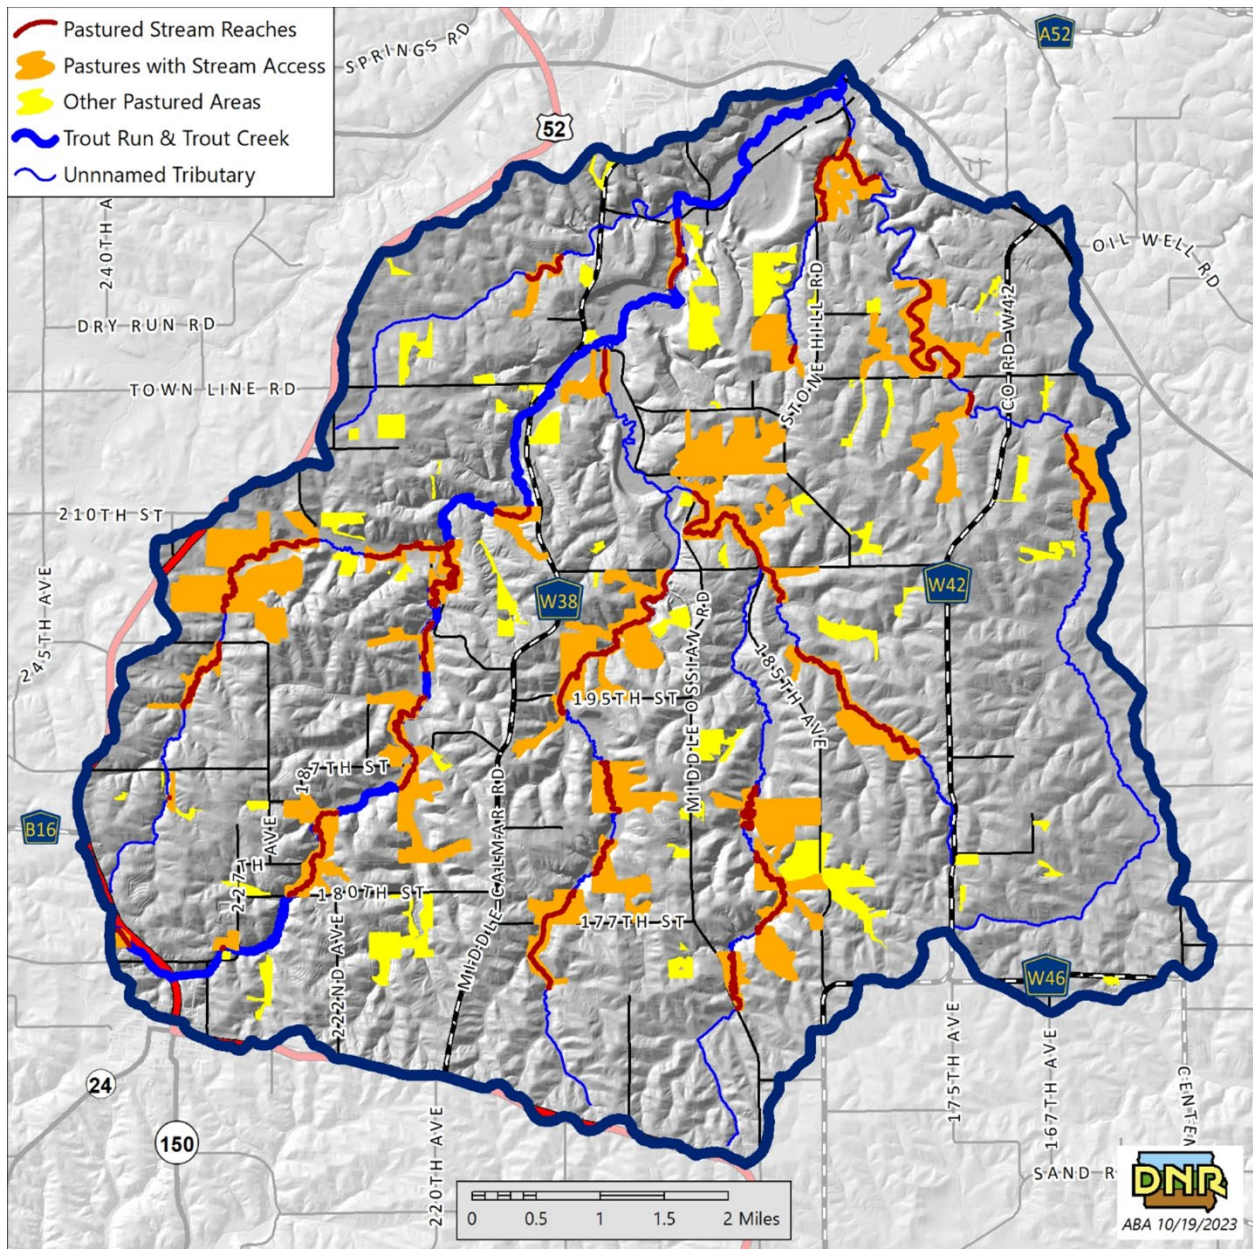 Pastured Stream Reaches
Pastures with Stream Access
Other Pastured Areas
Trout Run & Trout Creek
Unnnamed Tributary
SPRINGS RD
A52
52
240TH A
OIL WELL RD
DRY RUN RD
TOWN LINE RD
STONE HILL RD
CO RD W42
210TH ST
245TH AVE
W38
W42
MIDDLE OSSIAN RD
185TH AVE
195TH ST
187TH ST
B16
227TH AVE
MIDDLE CALMAR RD
180TH ST
177TH ST
222ND AVE
W46
175TH AVE
167TH AVE
CENTE
24
150
220TH AVE
SAND R
0 0.5 1 1.5 2 Miles
DNR
ABA 10/19/2023